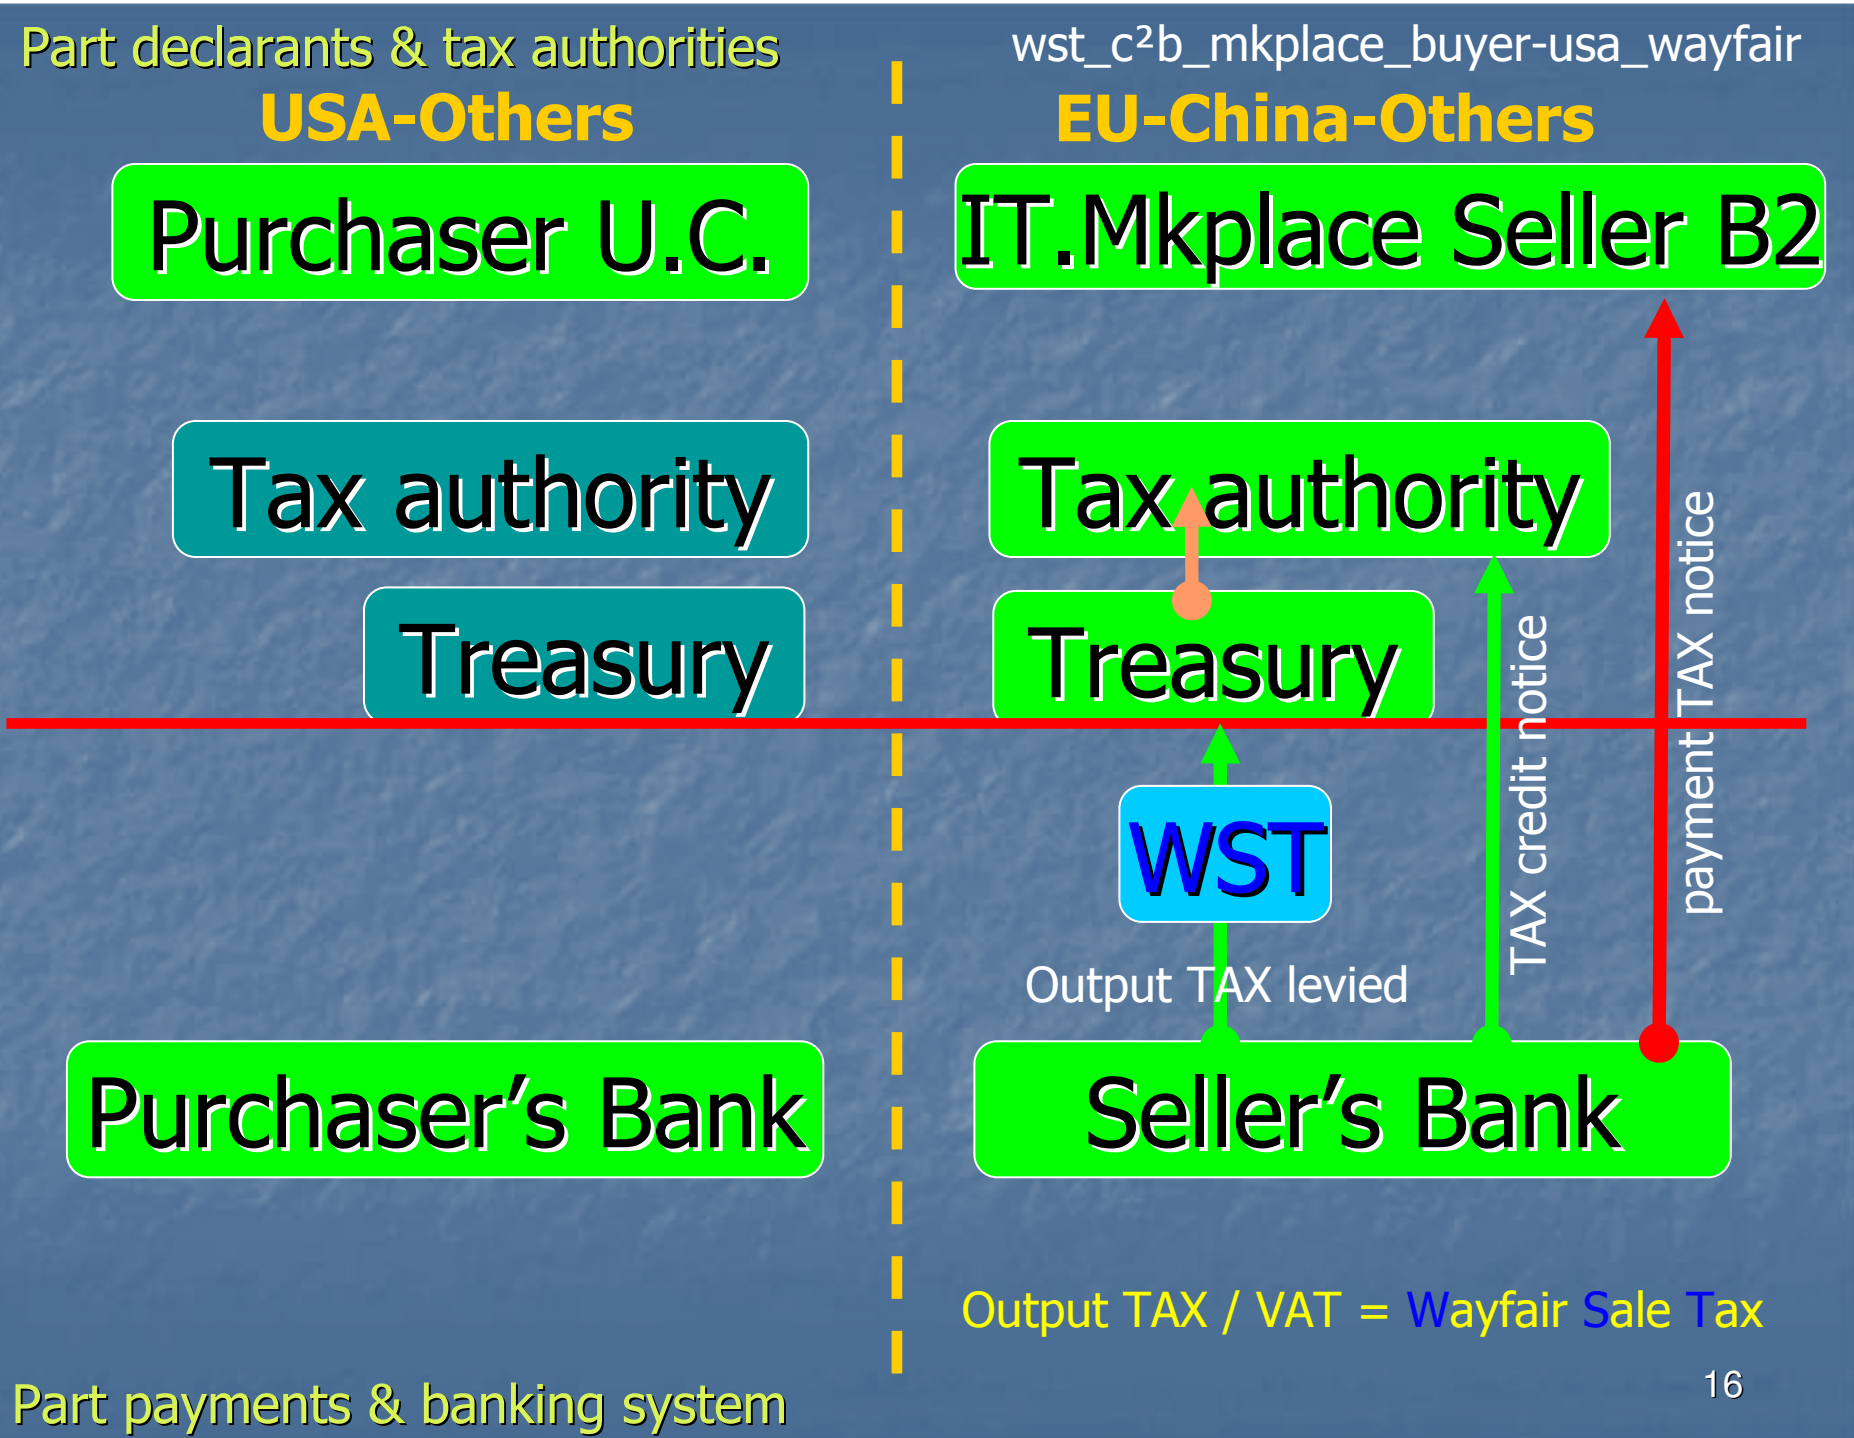 Part declarants & tax authorities
wst_c²b_mkplace_buyer-usa_wayfair
USA-Others
EU-China-Others
Purchaser U.C.
IT.Mkplace Seller B2
Tax authority
Tax authority
Treasury
Treasury
payment TAX notice
TAX credit notice
WST
Output TAX levied
Purchaser’s Bank
Seller’s Bank
Output TAX / VAT = Wayfair Sale Tax
16
Part payments & banking system